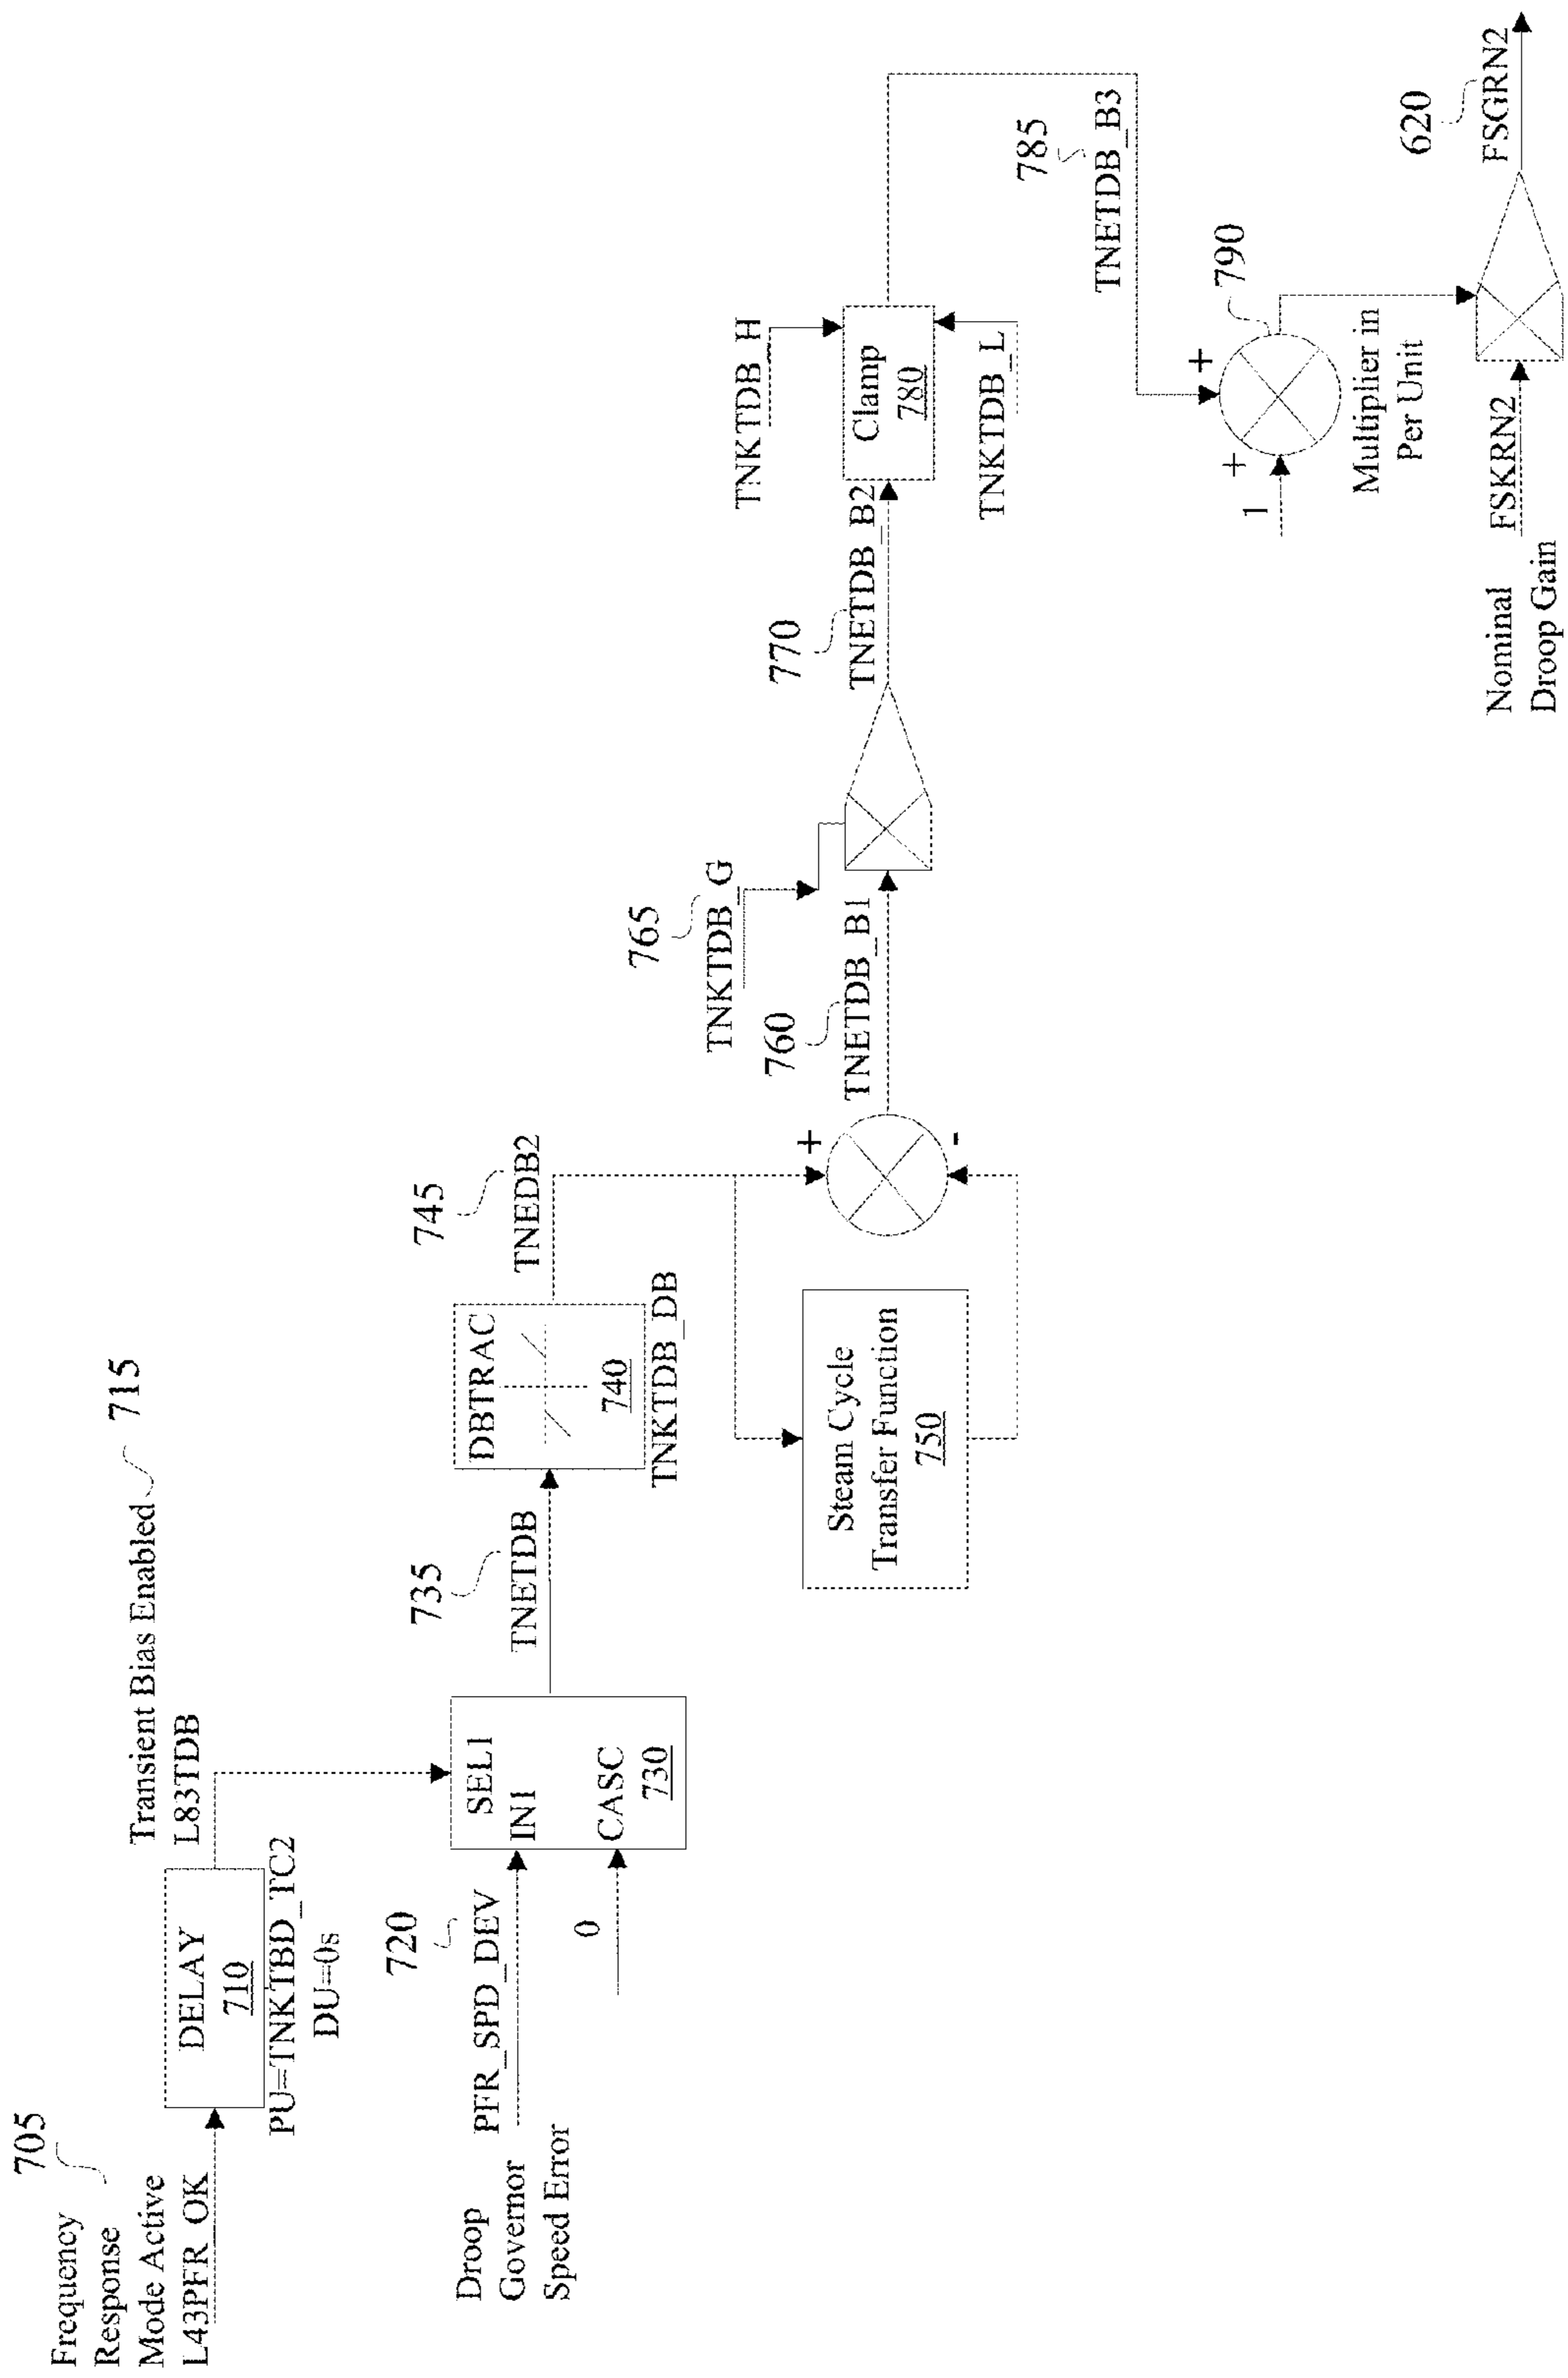 705
Frequency
Response
Mode Active
L43PFR_OK
DELAY
710
PU=TNKTBD_TC2
DU=0s
Transient Bias Enabled
715
L83TDB
720
Droop
Governor
Speed Error
PFR_SPD_DEV
0
SEL1
IN1
CASC
730
735
TNETDB
DBTRAC
740
TNKTDB_DB
745
TNEDB2
Steam Cycle
Transfer Function
750
+
-
760
TNETDB_B1
765
TNKTDB_G
770
TNETDB_B2
TNKTDB_H
Clamp
780
TNKTDB_L
785
TNETDB_B3
1
+
+
790
Multiplier in
Per Unit
Nominal
Droop Gain
FSKRN2
620
FSGRN2